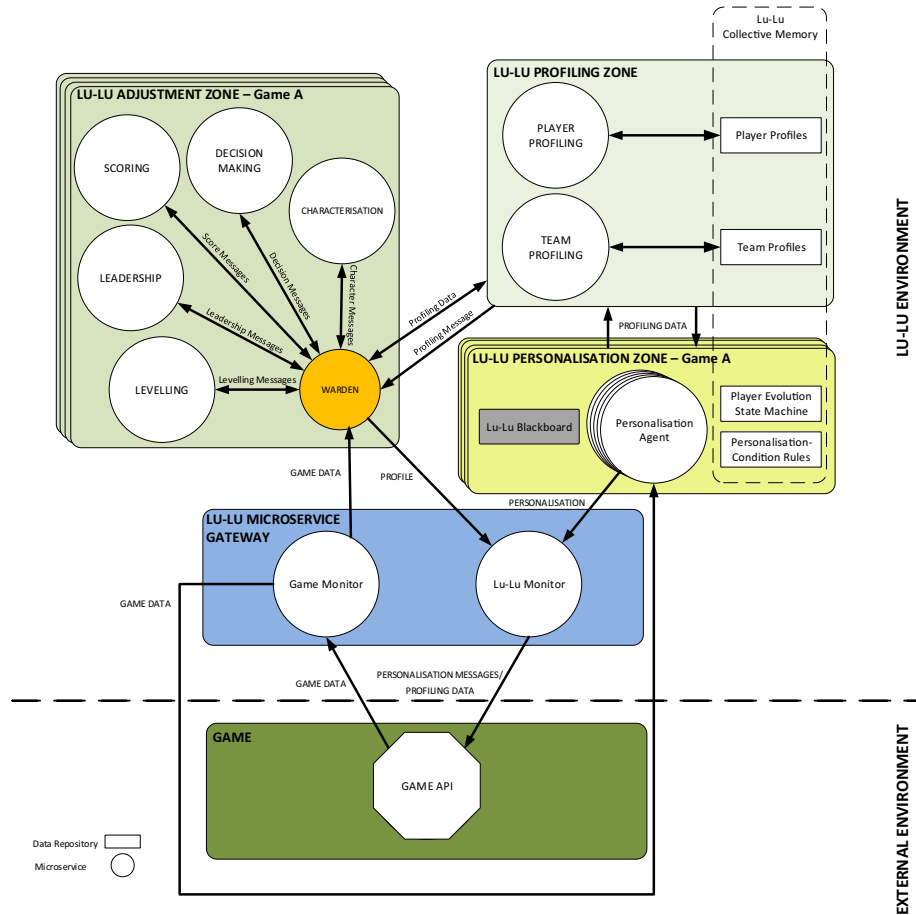 Lu-Lu
Collective Memory
LU-LU ADJUSTMENT ZONE – Game A
SCORING
DECISION
MAKING
CHARACTERISATION
LEADERSHIP
LEVELLING
WARDEN
Score Messages
Decision Messages
Character Messages
Leadership Messages
Levelling Messages
LU-LU PROFILING ZONE
PLAYER
PROFILING
Player Profiles
TEAM
PROFILING
Team Profiles
Profiling Data
Profiling Message
PROFILING DATA
LU-LU PERSONALISATION ZONE – Game A
Lu-Lu Blackboard
Personalisation
Agent
Player Evolution
State Machine
Personalisation-
Condition Rules
LU-LU ENVIRONMENT
GAME DATA
PROFILE
PERSONALISATION
LU-LU MICROSERVICE
GATEWAY
Game Monitor
Lu-Lu Monitor
GAME DATA
GAME DATA
PERSONALISATION MESSAGES/
PROFILING DATA
GAME
GAME API
EXTERNAL ENVIRONMENT
Data Repository
Microservice